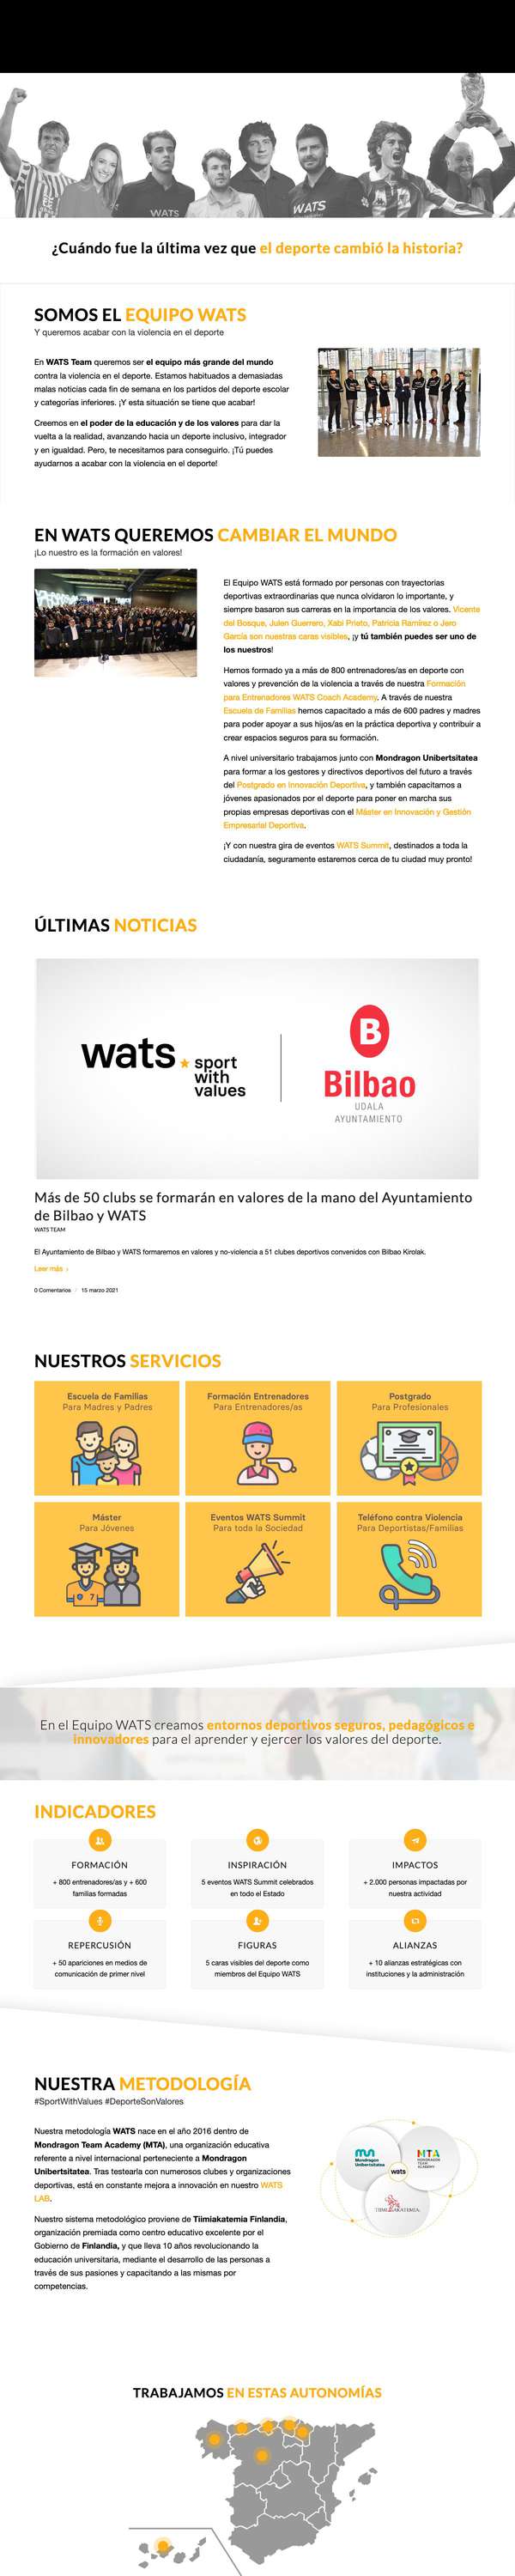 WATS
WATS
¿Cuándo fue la última vez que el deporte cambió la historia?
SOMOS EL EQUIPO WATS
Y queremos acabar con la violencia en el deporte
En WATS Team queremos ser el equipo más grande del mundo
contra la violencia en el deporte. Estamos habituados a demasiadas
malas noticias cada fin de semana en los partidos del deporte escolar
y categorías inferiores. ¡Y esta situación se tiene que acabar!
Creemos en el poder de la educación y de los valores para dar la
vuelta a la realidad, avanzando hacia un deporte inclusivo, integrador
y en igualdad. Pero, te necesitamos para conseguirlo. ¡Tú puedes
ayudarnos a acabar con la violencia en el deporte!
EN WATS QUEREMOS CAMBIAR EL MUNDO
¡Lo nuestro es la formación en valores!
El Equipo WATS está formado por personas con trayectorias
deportivas extraordinarias que nunca olvidaron lo importante, y
siempre basaron sus carreras en la importancia de los valores. Vicente
del Bosque, Julen Guerrero, Xabi Prieto, Patricia Ramírez o Jero
García son nuestras caras visibles, ¡y tú también puedes ser uno de
los nuestros!
Hemos formado ya a más de 800 entrenadores/as en deporte con
valores y prevención de la violencia a través de nuestra Formación
para Entrenadores WATS Coach Academy. A través de nuestra
Escuela de Familias hemos capacitado a más de 600 padres y madres
para poder apoyar a sus hijos/as en la práctica deportiva y contribuir a
crear espacios seguros para su formación.
A nivel universitario trabajamos junto con Mondragon Unibertsitatea
para formar a los gestores y directivos deportivos del futuro a través
del Postgrado en Innovación Deportiva, y también capacitamos a
jóvenes apasionados por el deporte para poner en marcha sus
propias empresas deportivas con el Máster en Innovación y Gestión
Empresarial Deportiva.
¡Y con nuestra gira de eventos WATS Summit, destinados a toda la
ciudadanía, seguramente estaremos cerca de tu ciudad muy pronto!
ÚLTIMAS NOTICIAS
wats
sport
with
values
B
Bilbao
UDALA
AYUNTAMIENTO
Más de 50 clubs se formarán en valores de la mano del Ayuntamiento
de Bilbao y WATS
WATS TEAM
El Ayuntamiento de Bilbao y WATS formaremos en valores y no-violencia a 51 clubes deportivos convenidos con Bilbao Kirolak.
Leer más ›
0 Comentarios / 15 marzo 2021
NUESTROS SERVICIOS
Escuela de Familias
Para Madres y Padres
Formación Entrenadores
Para Entrenadores/as
Postgrado
Para Profesionales
Máster
Para Jóvenes
7
Eventos WATS Summit
Para toda la Sociedad
Teléfono contra Violencia
Para Deportistas/Familias
En el Equipo WATS creamos entornos deportivos seguros, pedagógicos e
innovadores para el aprender y ejercer los valores del deporte.
INDICADORES
FORMACIÓN
+ 800 entrenadores/as y + 600
familias formadas
INSPIRACIÓN
5 eventos WATS Summit celebrados
en todo el Estado
IMPACTOS
+ 2.000 personas impactadas por
nuestra actividad
REPERCUSIÓN
+ 50 apariciones en medios de
comunicación de primer nivel
FIGURAS
5 caras visibles del deporte como
miembros del Equipo WATS
ALIANZAS
+ 10 alianzas estratégicas con
instituciones y la administración
NUESTRA METODOLOGÍA
#SportWithValues #DeporteSonValores
Nuestra metodología WATS nace en el año 2016 dentro de
Mondragon Team Academy (MTA), una organización educativa
referente a nivel internacional perteneciente a Mondragon
Unibertsitatea. Tras testearla con numerosos clubes y organizaciones
deportivas, está en constante mejora a innovación en nuestro WATS
LAB.
Nuestro sistema metodológico proviene de Tiimiakatemia Finlandia,
organización premiada como centro educativo excelente por el
Gobierno de Finlandia, y que lleva 10 años revolucionando la
educación universitaria, mediante el desarrollo de las personas a
través de sus pasiones y capacitando a las mismas por
competencias.
Mondragon
Unibertsitatea
MTA
MONDRAGON
TEAM
ACADEMY
wats
TIIMIAKATEMIA
TRABAJAMOS EN ESTAS AUTONOMÍAS